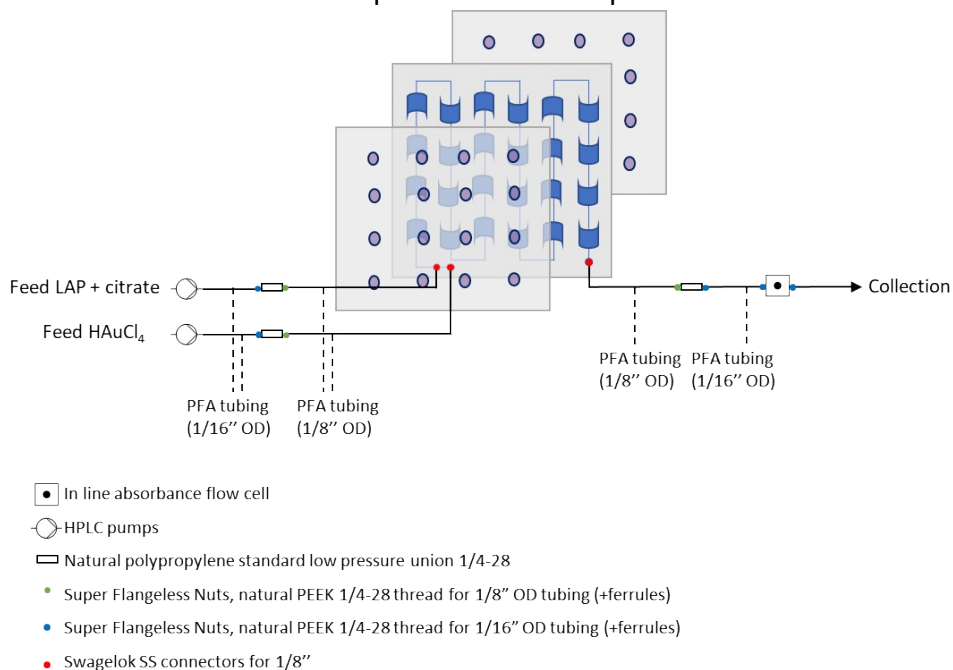 Feed LAP + citrate
Collection
Feed HAuCl₄
PFA tubing
(1/8’’ OD)
PFA tubing
(1/16’’ OD)
PFA tubing
(1/16’’ OD)
PFA tubing
(1/8’’ OD)
In line absorbance flow cell
HPLC pumps
Natural polypropylene standard low pressure union 1/4-28
Super Flangeless Nuts, natural PEEK 1/4-28 thread for 1/8” OD tubing (+ferrules)
Super Flangeless Nuts, natural PEEK 1/4-28 thread for 1/16” OD tubing (+ferrules)
Swagelok SS connectors for 1/8’’